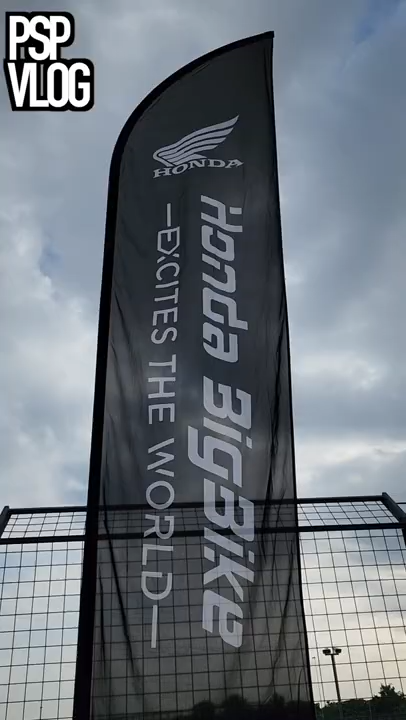 PSP
VLOG
HONDA
Honda BigBike
—EXCITES THE WORLD—